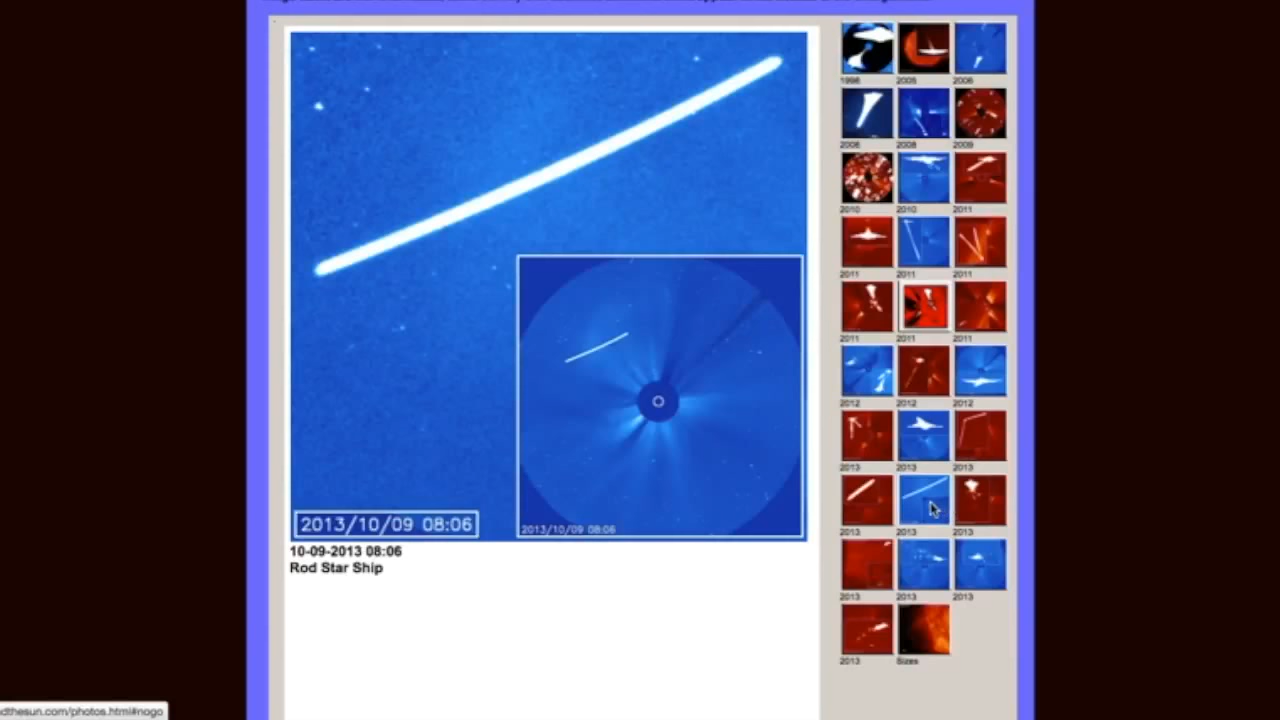 2013/10/09 08:06
2013/10/09 08:06
10-09-2013 08:06
Rod Star Ship
1998 2005 2006
2006 2008 2009
2010 2010 2011
2011 2011 2011
2011 2011 2011
2012 2012 2012
2013 2013 2013
2013 2013 2013
2013 2013 2013
2013 Sizes
dthesun.com/photos.html#nogo